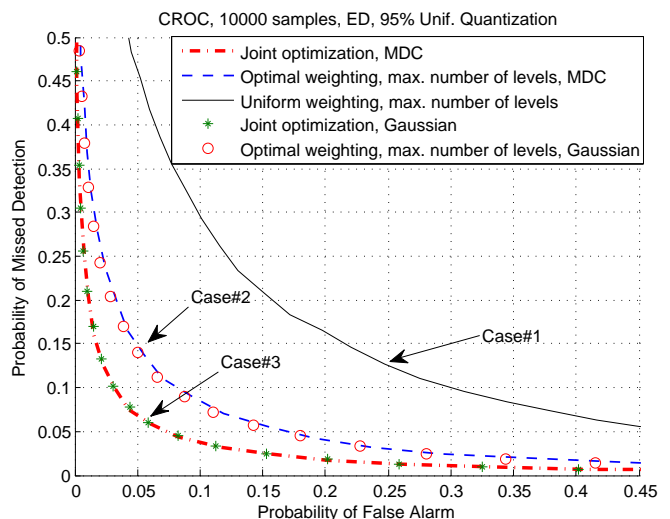 CROC, 10000 samples, ED, 95% Unif. Quantization
Joint optimization, MDC
Optimal weighting, max. number of levels, MDC
Uniform weighting, max. number of levels
Joint optimization, Gaussian
Optimal weighting, max. number of levels, Gaussian
Probability of Missed Detection
0.5
0.45
0.4
0.35
0.3
0.25
0.2
0.15
0.1
0.05
0
Case#2
Case#1
Case#3
0
0.05
0.1
0.15
0.2
0.25
0.3
0.35
0.4
0.45
Probability of False Alarm